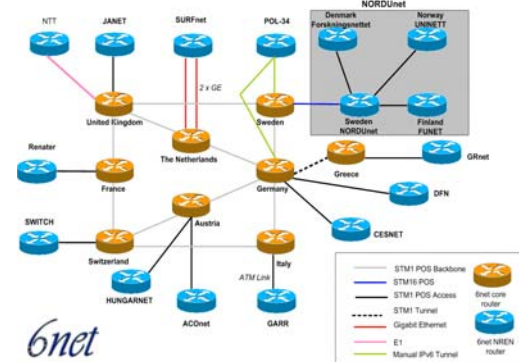 NORDUnet
NTT
JANET
SURFnet
POL-34
Denmark
Forskningsnettet
Norway
UNINETT
2 x GE
United Kingdom
Sweden
Sweden
NORDUnet
Finland
FUNET
The Netherlands
Renater
Greece
GRnet
France
Germany
DFN
Austria
CESNET
SWITCH
Switzerland
Italy
HUNGARNET
ATM Link
ACOnet
GARR
STM1 POS Backbone
STM16 POS
STM1 POS Access
STM1 Tunnel
Gigabit Ethernet
E1
Manual IPv6 Tunnel
6net core
router
6net NREN
router
6net